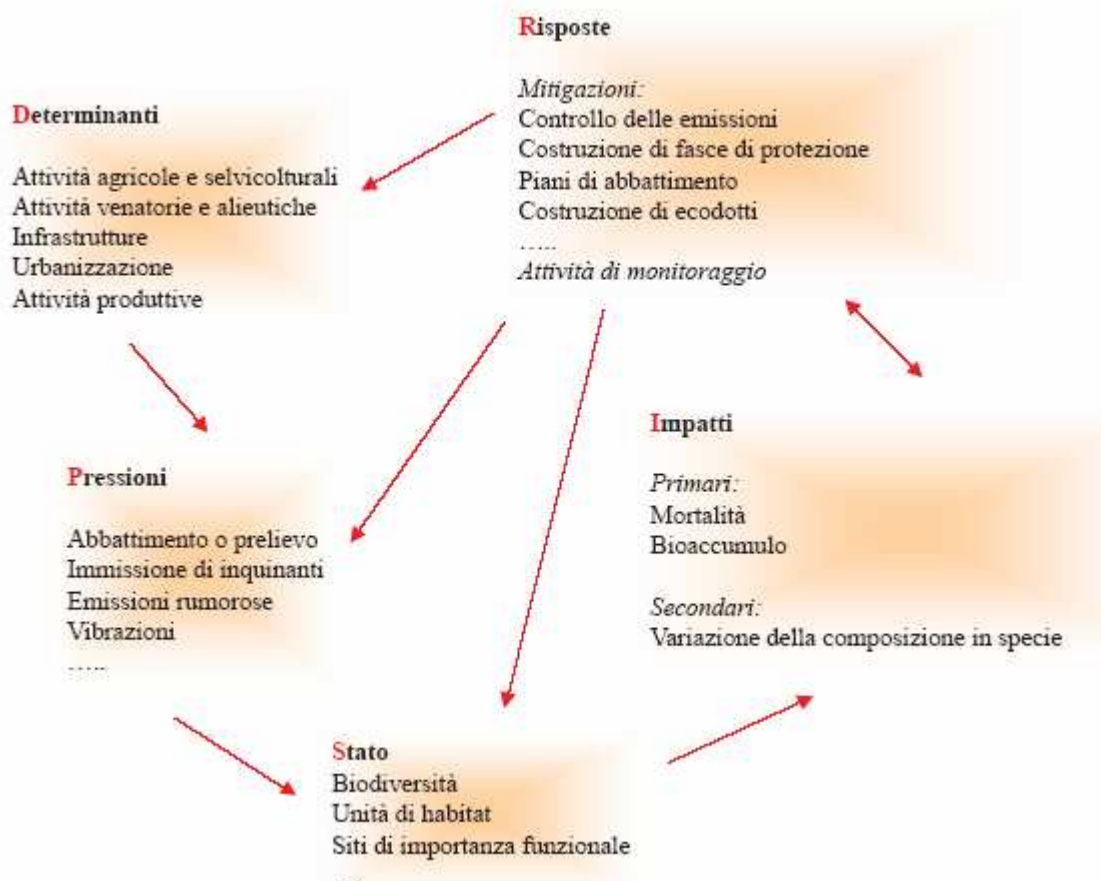 Risposte
Mitigazioni:
Controllo delle emissioni
Costruzione di fasce di protezione
Piani di abbattimento
Costruzione di ecodotti
.....
Attività di monitoraggio
Determinanti
Attività agricole e selvicolturali
Attività venatorie e alieutiche
Infrastrutture
Urbanizzazione
Attività produttive
Pressioni
Abbattimento o prelievo
Immissione di inquinanti
Emissioni rumorose
Vibrazioni
.....
Impatti
Primari:
Mortalità
Bioaccumulo
Secondari:
Variazione della composizione in specie
Stato
Biodiversità
Unità di habitat
Siti di importanza funzionale